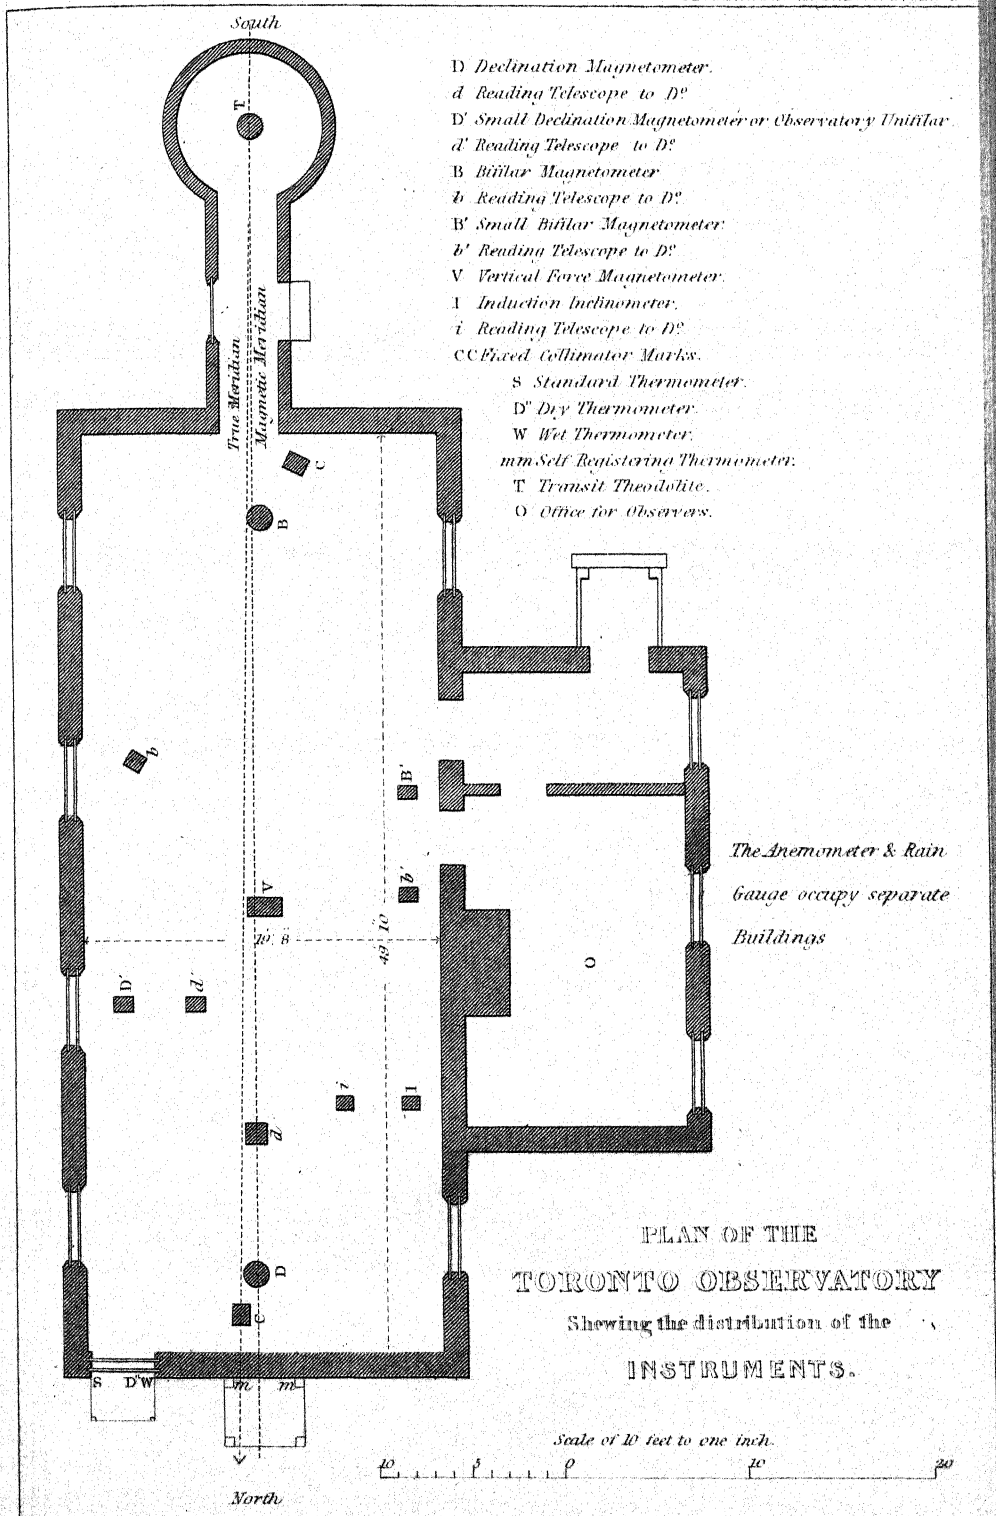 South
D Declination Magnetometer.
d Reading Telescope to Dº
D' Small Declination Magnetometer or Observatory Unifilar.
d' Reading Telescope to Dº
B Bifilar Magnetometer
b Reading Telescope to Dº
B' Small Bifilar Magnetometer
b' Reading Telescope to Dº
V Vertical Force Magnetometer.
I Induction Inclinometer.
i Reading Telescope to Dº
CC Fixed Collimator Marks.
S Standard Thermometer.
D" Dry Thermometer.
W Wet Thermometer.
mm Self Registering Thermometer.
T Transit Theodolite.
O Office for Observers.
T
True Meridian
Magnetic Meridian
C
B
b
B'
b'
V
19. 8
49. 10
The Anemometer & Rain
Gauge occupy separate
Buildings
O
D'
d'
i
I
d
D
C
S D" W
m m
PLAN OF THE
TORONTO OBSERVATORY
Shewing the distribution of the
INSTRUMENTS.
Scale of 10 feet to one inch.
10 5 0 10 20
North